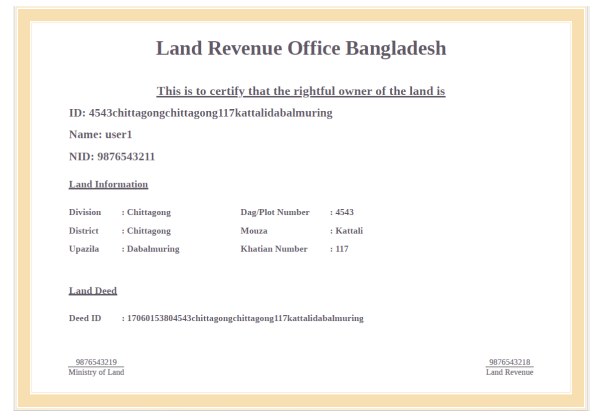 Land Revenue Office Bangladesh
This is to certify that the rightful owner of the land is
ID: 4543chittagongchittagong117kattalidabalmuring
Name: user1
NID: 9876543211
Land Information
Division : Chittagong Dag/Plot Number : 4543
District : Chittagong Mouza : Kattali
Upazila : Dabalmuring Khatian Number : 117
Land Deed
Deed ID : 17060153804543chittagongchittagong117kattalidabalmuring
9876543219 9876543218
Ministry of Land Land Revenue